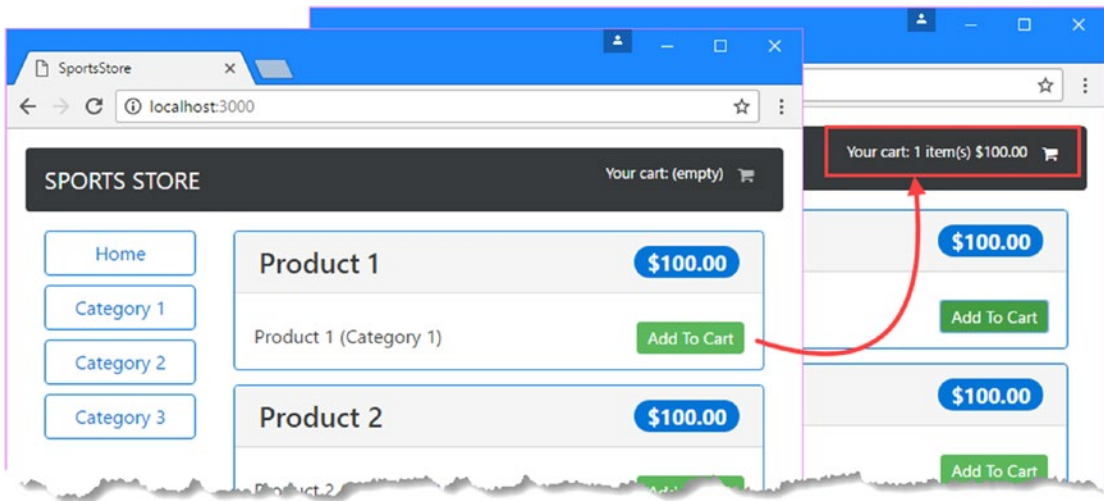 SportsStore
localhost:3000
SPORTS STORE
Your cart: (empty)
Home
Category 1
Category 2
Category 3
Product 1
$100.00
Product 1 (Category 1)
Add To Cart
Product 2
$100.00
Product 2
Your cart: 1 item(s) $100.00
$100.00
Add To Cart
$100.00
Add To Cart